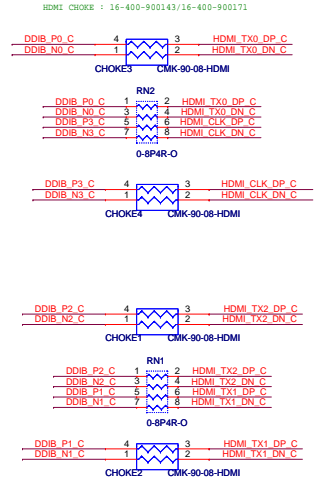 HDMI CHOKE : 16-400-900143/16-400-900171
DDIB_P0_C 4 3 HDMI_TX0_DP_C
DDIB_N0_C 1 2 HDMI_TX0_DN_C
CHOKE3 CMK-90-08-HDMI
RN2
DDIB_P0_C 1 2 HDMI_TX0_DP_C
DDIB_N0_C 3 4 HDMI_TX0_DN_C
DDIB_P3_C 5 6 HDMI_CLK_DP_C
DDIB_N3_C 7 8 HDMI_CLK_DN_C
0-8P4R-O
DDIB_P3_C 4 3 HDMI_CLK_DP_C
DDIB_N3_C 1 2 HDMI_CLK_DN_C
CHOKE4 CMK-90-08-HDMI
DDIB_P2_C 4 3 HDMI_TX2_DP_C
DDIB_N2_C 1 2 HDMI_TX2_DN_C
CHOKE1 CMK-90-08-HDMI
RN1
DDIB_P2_C 1 2 HDMI_TX2_DP_C
DDIB_N2_C 3 4 HDMI_TX2_DN_C
DDIB_P1_C 5 6 HDMI_TX1_DP_C
DDIB_N1_C 7 8 HDMI_TX1_DN_C
0-8P4R-O
DDIB_P1_C 4 3 HDMI_TX1_DP_C
DDIB_N1_C 1 2 HDMI_TX1_DN_C
CHOKE2 CMK-90-08-HDMI